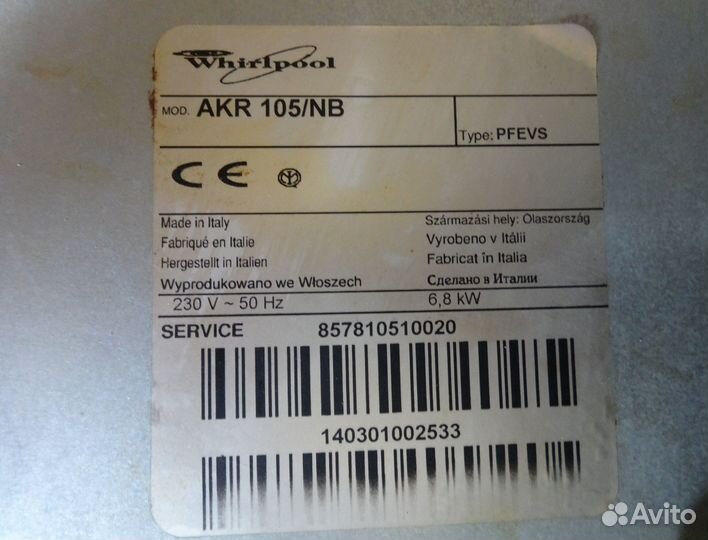 Whirlpool
MOD. AKR 105/NB
Type: PFEVS
CE
Made in Italy
Fabriqué en Italie
Hergestellt in Italien
Wyprodukowano we Włoszech
Származási hely: Olaszország
Vyrobeno v Itálii
Fabricat în Italia
Сделано в Италии
230 V ~ 50 Hz
6,8 kW
SERVICE 857810510020
140301002533
Avito